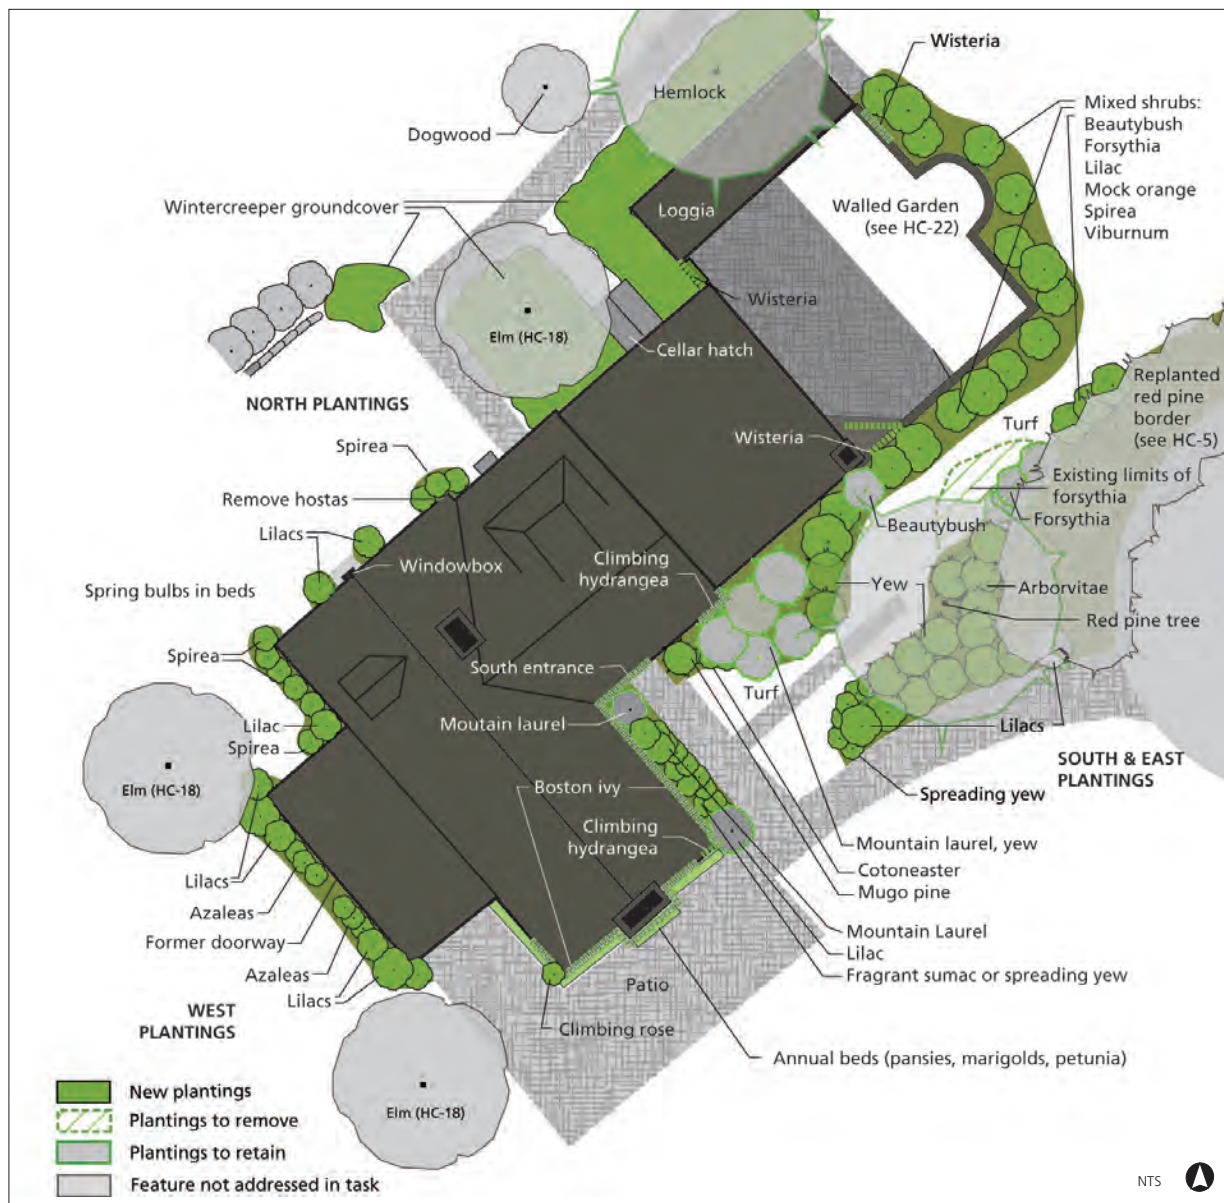 Wisteria
Hemlock
Dogwood
Mixed shrubs:
Beautybush
Forsythia
Lilac
Mock orange
Spirea
Viburnum
Wintercreeper groundcover
Loggia
Walled Garden
(see HC-22)
Wisteria
Elm (HC-18)
Cellar hatch
NORTH PLANTINGS
Replanted
red pine
border
(see HC-5)
Turf
Spirea
Wisteria
Existing limits of
forsythia
Remove hostas
Beautybush
Forsythia
Lilacs
Windowbox
Climbing
hydrangea
Yew
Arborvitae
Spring bulbs in beds
Red pine tree
Spirea
South entrance
Turf
Lilac
Moutain laurel
Lilacs
Spirea
SOUTH & EAST
PLANTINGS
Elm (HC-18)
Boston ivy
Spreading yew
Climbing
hydrangea
Mountain laurel, yew
Lilacs
Cotoneaster
Mugo pine
Azaleas
Former doorway
Mountain Laurel
Lilac
Azaleas
Fragrant sumac or spreading yew
Lilacs
Patio
WEST
PLANTINGS
Climbing rose
Annual beds (pansies, marigolds, petunia)
Elm (HC-18)
New plantings
Plantings to remove
Plantings to retain
Feature not addressed in task
NTS